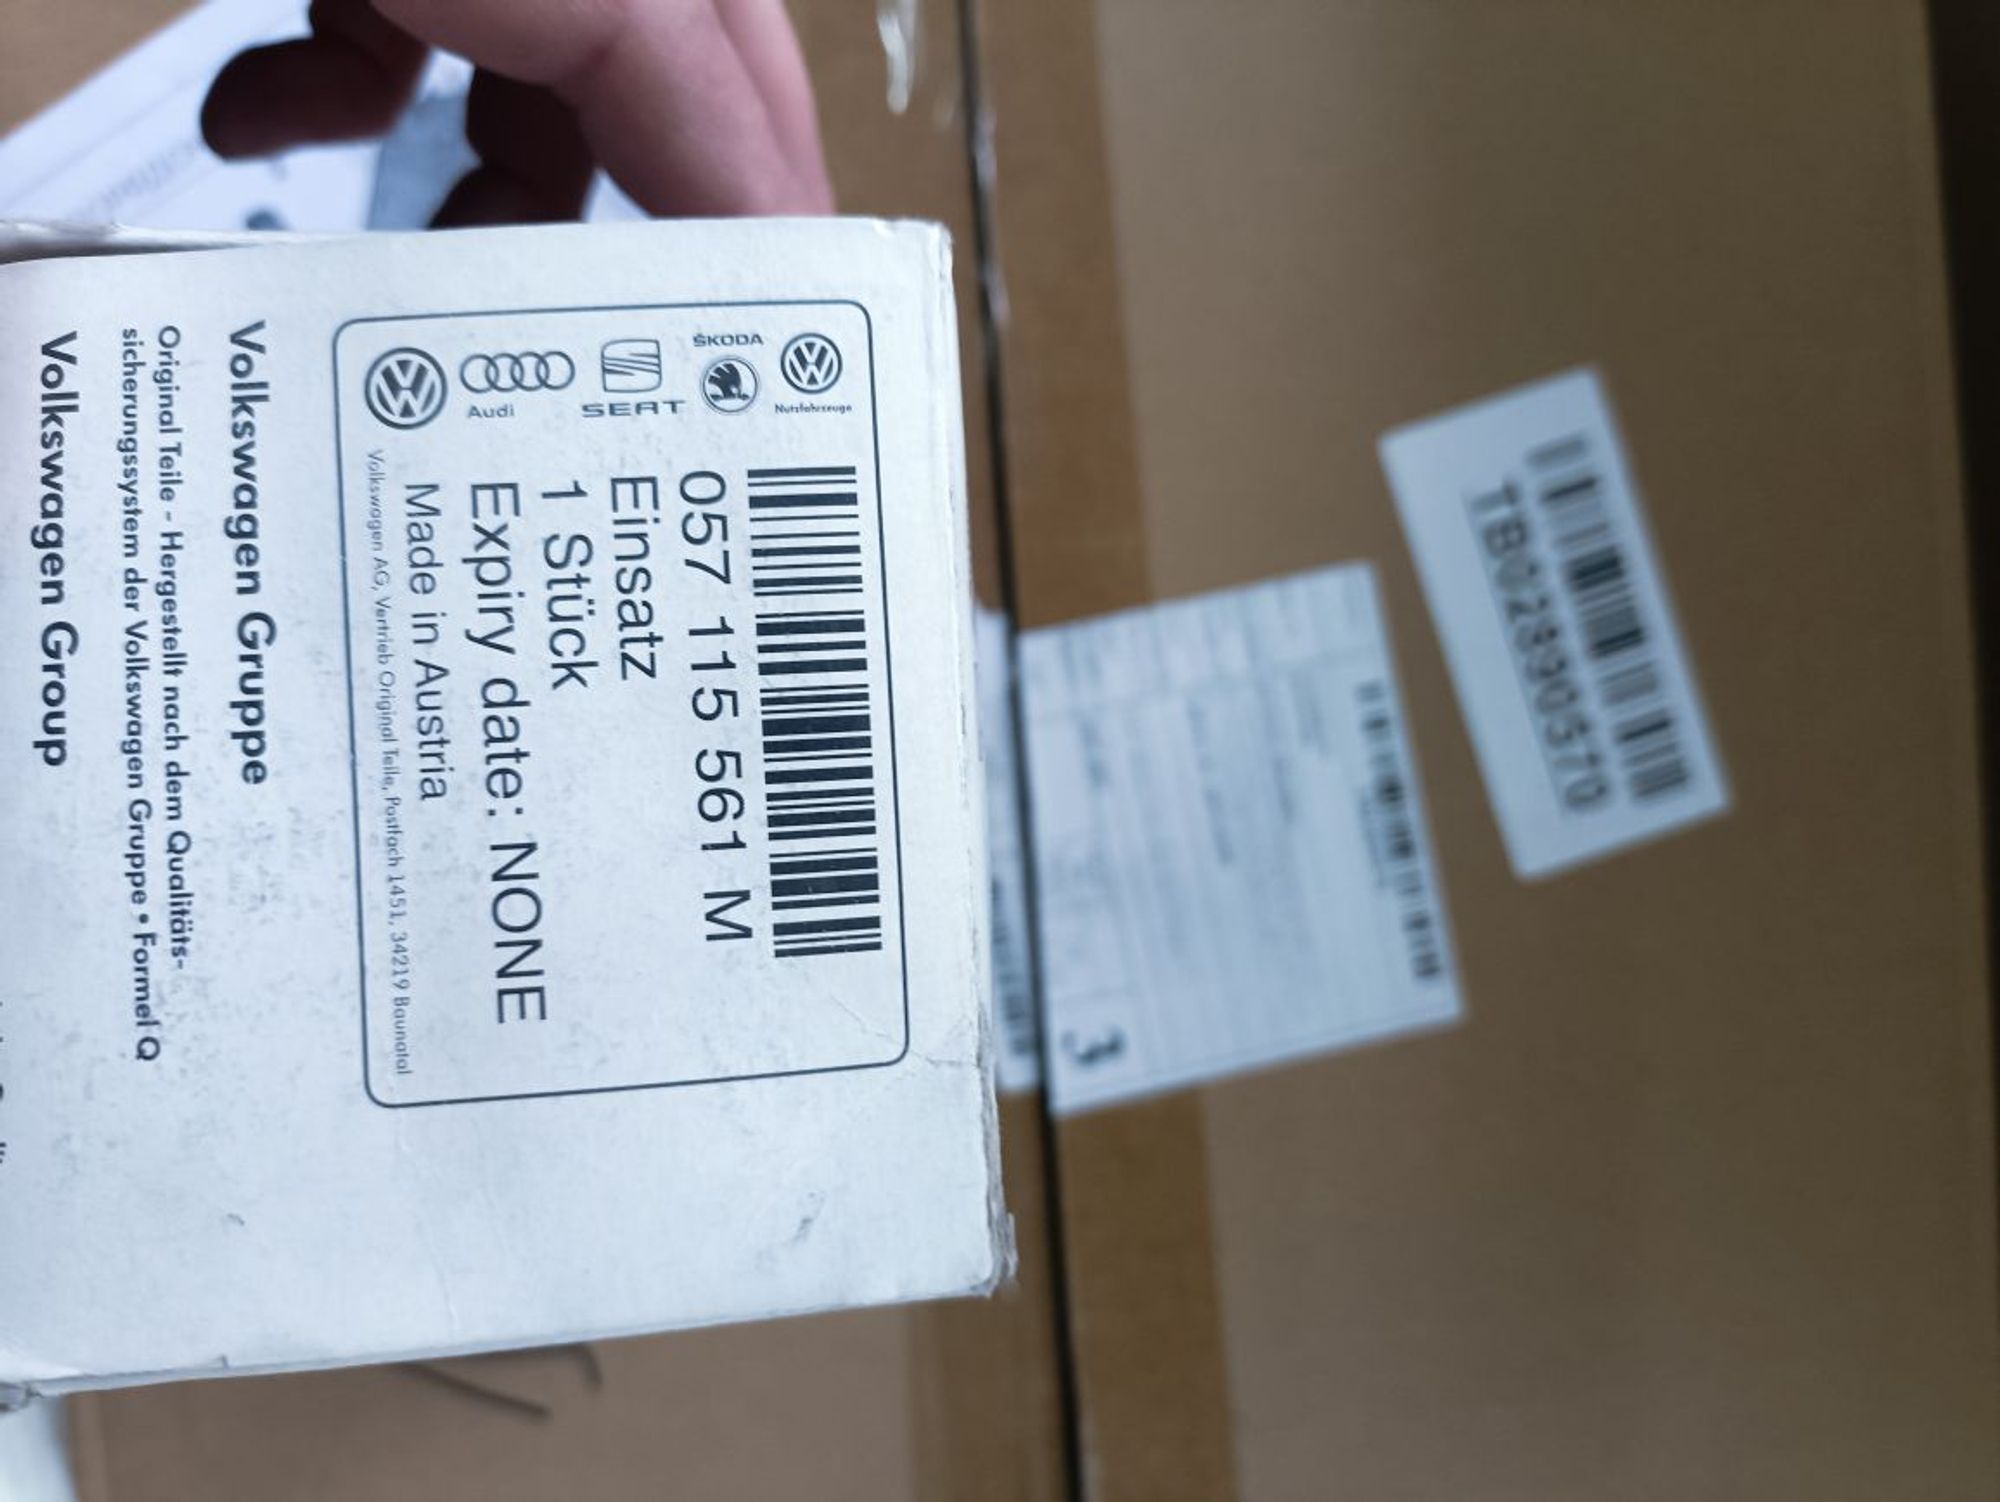 Nutzfahrzeuge
ŠKODA
SEAT
Audi
057 115 561 M
Einsatz
1 Stück
Expiry date: NONE
Made in Austria
Volkswagen AG, Vertrieb Original Teile, Postfach 1451, 34219 Baunatal
Volkswagen Gruppe
Original Teile - Hergestellt nach dem Qualitäts-
sicherungssystem der Volkswagen Gruppe • Formel Q
Volkswagen Group
TB02890370
3